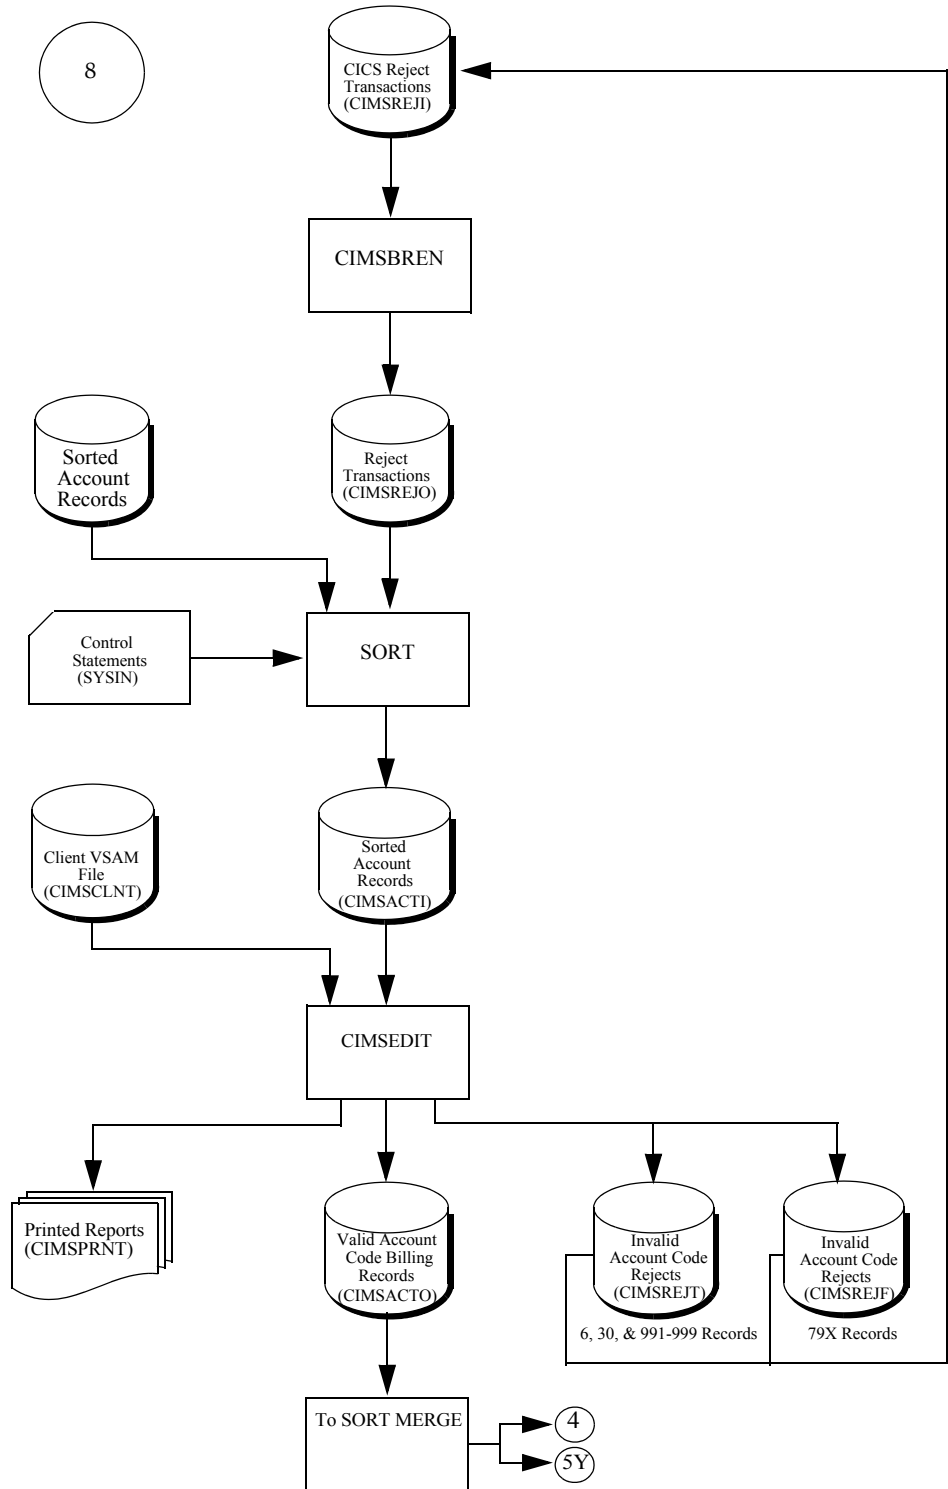 8
CICS Reject
Transactions
(CIMSREJI)
CIMSBREN
Sorted
Account
Records
Reject
Transactions
(CIMSREJO)
Control
Statements
(SYSIN)
SORT
Client VSAM
File
(CIMSCLNT)
Sorted
Account
Records
(CIMSACTI)
CIMSEDIT
Printed Reports
(CIMSPRNT)
Valid Account
Code Billing
Records
(CIMSACTO)
Invalid
Account Code
Rejects
(CIMSREJT)
6, 30, & 991-999 Records
Invalid
Account Code
Rejects
(CIMSREJF)
79X Records
To SORT MERGE
4
5Y